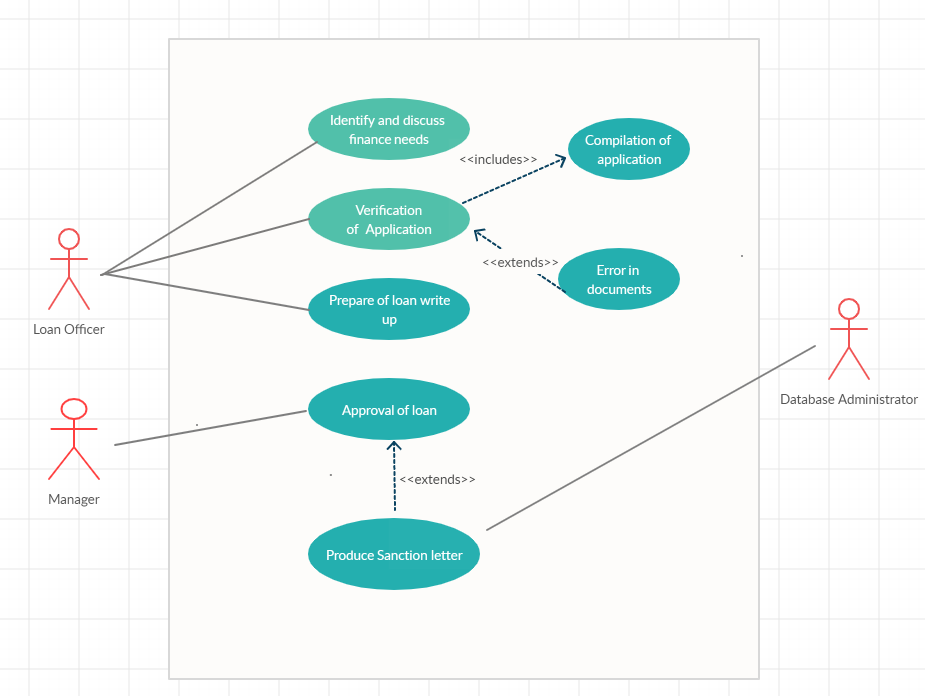 Identify and discuss
finance needs
<<includes>>
Compilation of
application
Verification
of Application
<<extends>>
Error in
documents
Prepare of loan write
up
Loan Officer
Database Administrator
Approval of loan
Manager
<<extends>>
Produce Sanction letter